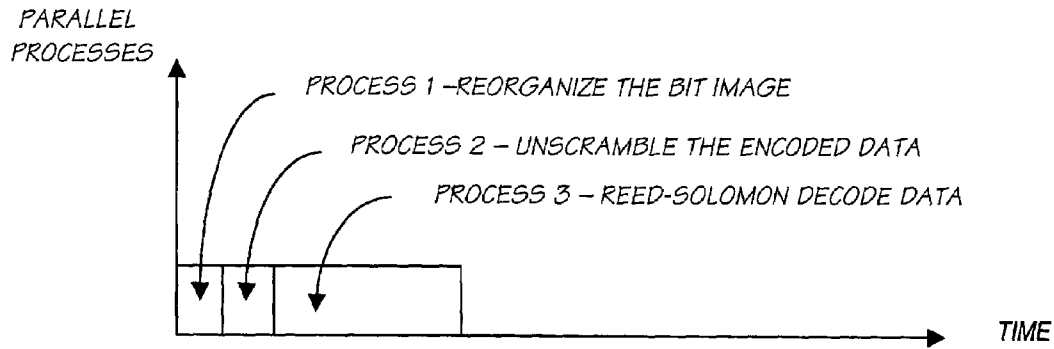 PARALLEL
PROCESSES
PROCESS 1 –REORGANIZE THE BIT IMAGE
PROCESS 2 – UNSCRAMBLE THE ENCODED DATA
PROCESS 3 – REED-SOLOMON DECODE DATA
TIME